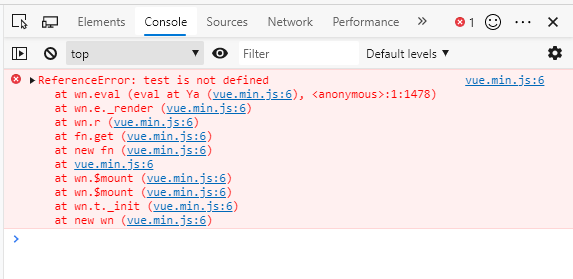 Elements Console Sources Network Performance » 1 ···
top Filter Default levels
ReferenceError: test is not defined vue.min.js:6
at wn.eval (eval at Ya (vue.min.js:6), <anonymous>:1:1478)
at wn.e._render (vue.min.js:6)
at wn.r (vue.min.js:6)
at fn.get (vue.min.js:6)
at new fn (vue.min.js:6)
at vue.min.js:6
at wn.$mount (vue.min.js:6)
at wn.$mount (vue.min.js:6)
at wn.t._init (vue.min.js:6)
at new wn (vue.min.js:6)